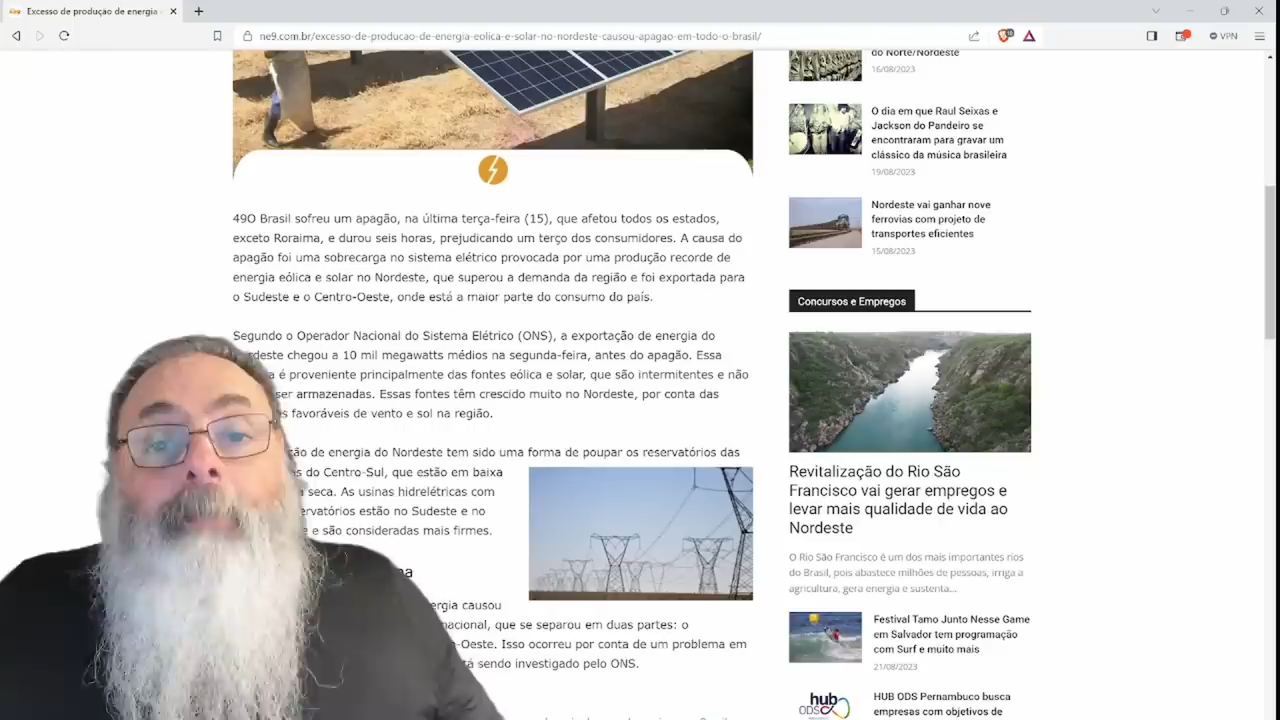 Excesso de produção de energia
ne9.com.br/excesso-de-producao-de-energia-eolica-e-solar-no-nordeste-causou-apagao-em-todo-o-brasil/
VPN
49O Brasil sofreu um apagão, na última terça-feira (15), que afetou todos os estados,
exceto Roraima, e durou seis horas, prejudicando um terço dos consumidores. A causa do
apagão foi uma sobrecarga no sistema elétrico provocada por uma produção recorde de
energia eólica e solar no Nordeste, que superou a demanda da região e foi exportada para
o Sudeste e o Centro-Oeste, onde está a maior parte do consumo do país.
Segundo o Operador Nacional do Sistema Elétrico (ONS), a exportação de energia do
deste chegou a 10 mil megawatts médios na segunda-feira, antes do apagão. Essa
é proveniente principalmente das fontes eólica e solar, que são intermitentes e não
ser armazenadas. Essas fontes têm crescido muito no Nordeste, por conta das
favoráveis de vento e sol na região.
de energia do Nordeste tem sido uma forma de poupar os reservatórios das
do Centro-Sul, que estão em baixa
seca. As usinas hidrelétricas com
ervatórios estão no Sudeste e no
e são consideradas mais firmes.
ergia causou
nacional, que se separou em duas partes: o
-Oeste. Isso ocorreu por conta de um problema em
sendo investigado pelo ONS.
do Norte/Nordeste
16/08/2023
O dia em que Raul Seixas e
Jackson do Pandeiro se
encontraram para gravar um
clássico da música brasileira
19/08/2023
Nordeste vai ganhar nove
ferrovias com projeto de
transportes eficientes
15/08/2023
Concursos e Empregos
Revitalização do Rio São
Francisco vai gerar empregos e
levar mais qualidade de vida ao
Nordeste
O Rio São Francisco é um dos mais importantes rios
do Brasil, pois abastece milhões de pessoas, irriga a
agricultura, gera energia e sustenta...
Festival Tamo Junto Nesse Game
em Salvador tem programação
com Surf e muito mais
21/08/2023
hub
ODS
HUB ODS Pernambuco busca
empresas com objetivos de